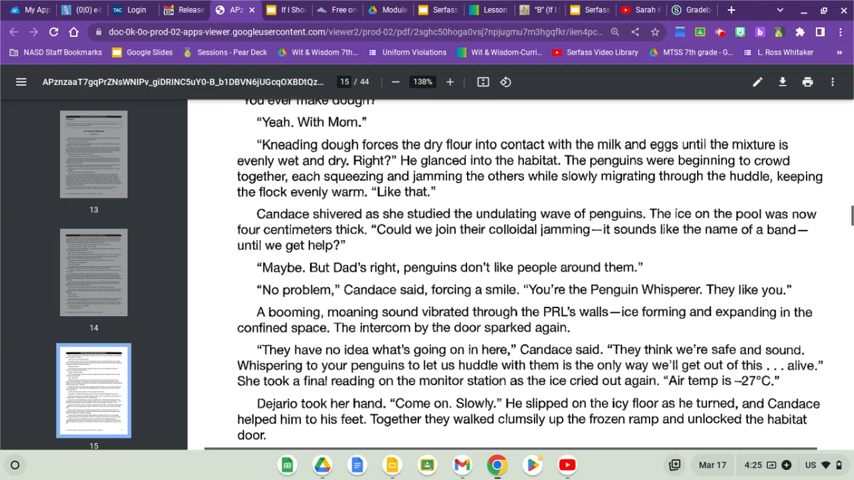 My App
(0)(0) e-H
Login
Release
APz
If I Shou
Free on
Module
Serfass
Lesson
"B" (If I
Serfass
Sarah K
Gradeb
doc-0k-0o-prod-02-apps-viewer.googleusercontent.com/viewer2/prod-02/pdf/2sghc50hoga0vsj7npjugmu7m3hgqfkr/iien4pc...
NASD Staff Bookmarks
Google Slides
Sessions - Pear Deck
Wit & Wisdom 7th...
Uniform Violations
Wit & Wisdom-Curri...
Serfass Video Library
MTSS 7th grade - G...
L. Ross Whitaker
APznzaaT7gqPrZNsWNIPv_giDRINC5uY0-B_b1DBVN6jUGcqOXBDtQz...
15 / 44
138%
You ever make dough?
"Yeah. With Mom."
"Kneading dough forces the dry flour into contact with the milk and eggs until the mixture is
evenly wet and dry. Right?" He glanced into the habitat. The penguins were beginning to crowd
together, each squeezing and jamming the others while slowly migrating through the huddle, keeping
the flock evenly warm. "Like that."
13
Candace shivered as she studied the undulating wave of penguins. The ice on the pool was now
four centimeters thick. "Could we join their colloidal jamming—it sounds like the name of a band—
until we get help?"
"Maybe. But Dad's right, penguins don't like people around them."
"No problem," Candace said, forcing a smile. "You're the Penguin Whisperer. They like you."
A booming, moaning sound vibrated through the PRL's walls—ice forming and expanding in the
confined space. The intercom by the door sparked again.
14
"They have no idea what's going on in here," Candace said. "They think we're safe and sound.
Whispering to your penguins to let us huddle with them is the only way we'll get out of this . . . alive."
She took a final reading on the monitor station as the ice cried out again. "Air temp is –27°C."
Dejario took her hand. "Come on. Slowly." He slipped on the icy floor as he turned, and Candace
helped him to his feet. Together they walked clumsily up the frozen ramp and unlocked the habitat
door.
15
Mar 17
4:25
US